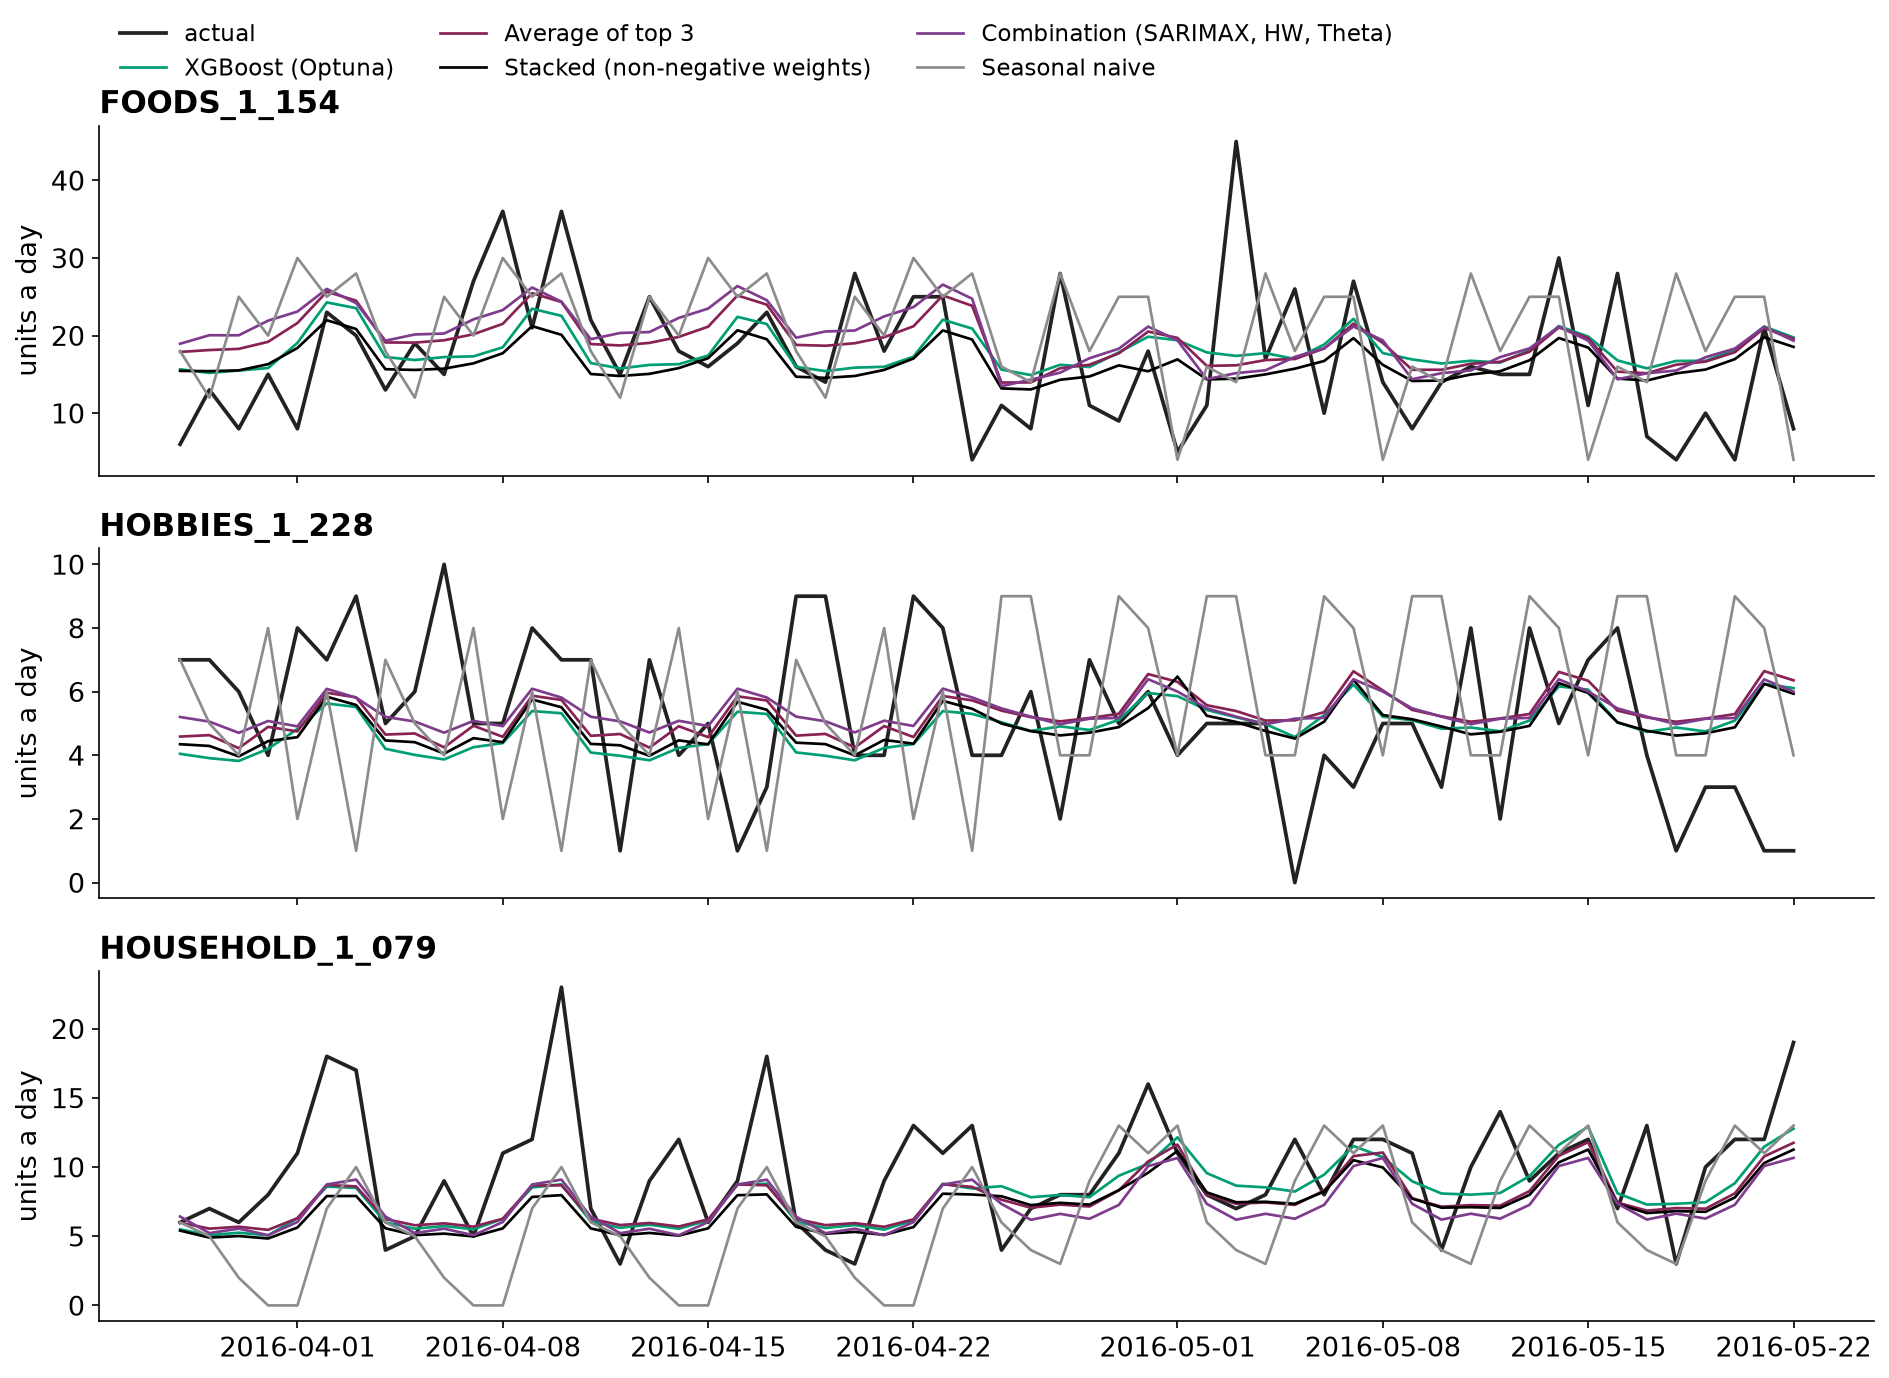 actual
Average of top 3
Combination (SARIMAX, HW, Theta)
XGBoost (Optuna)
Stacked (non-negative weights)
Seasonal naive
FOODS_1_154
units a day
40
30
20
10
HOBBIES_1_228
units a day
10
8
6
4
2
0
HOUSEHOLD_1_079
units a day
20
15
10
5
0
2016-04-01
2016-04-08
2016-04-15
2016-04-22
2016-05-01
2016-05-08
2016-05-15
2016-05-22